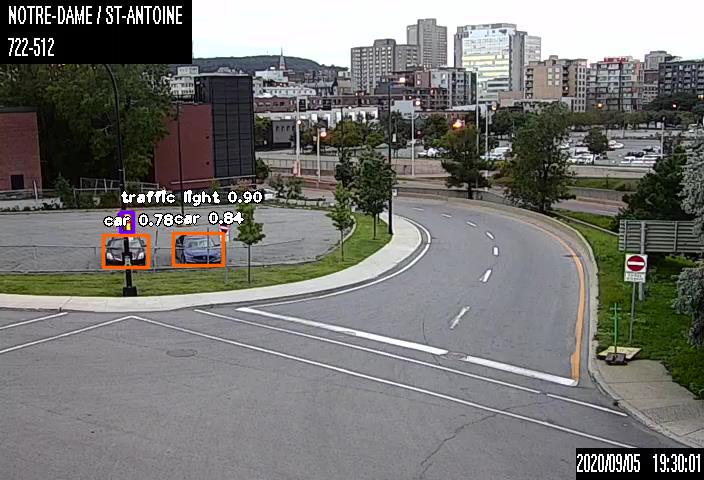 NOTRE-DAME / ST-ANTOINE
722-512
traffic light 0.90
car 0.78
car 0.84
2020/09/05 19:30:01